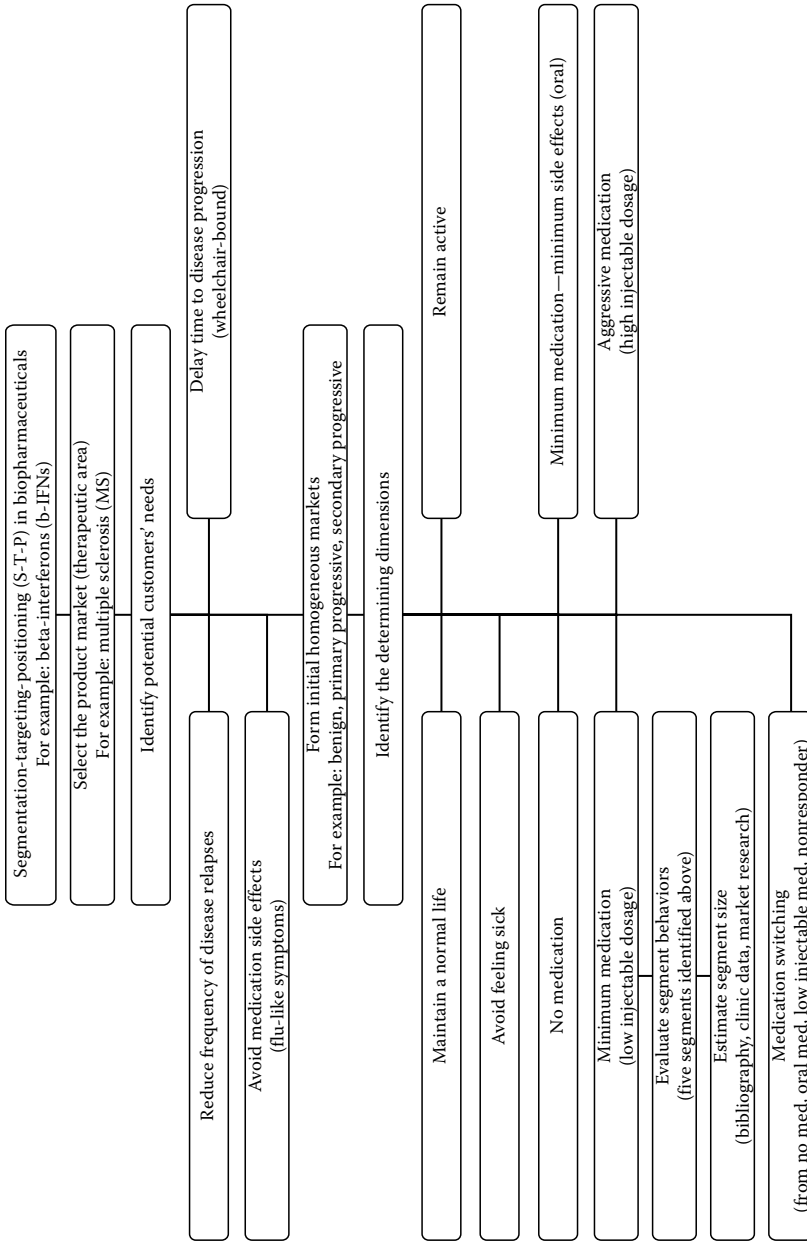 Segmentation-targeting-positioning (S-T-P) in biopharmaceuticals
For example: beta-interferons (b-IFNs)
Select the product market (therapeutic area)
For example: multiple sclerosis (MS)
Identify potential customers’ needs
Reduce frequency of disease relapses
Delay time to disease progression
(wheelchair-bound)
Avoid medication side effects
(flu-like symptoms)
Form initial homogeneous markets
For example: benign, primary progressive, secondary progressive
Identify the determining dimensions
Maintain a normal life
Remain active
Avoid feeling sick
No medication
Minimum medication—minimum side effects (oral)
Minimum medication
(low injectable dosage)
Aggressive medication
(high injectable dosage)
Evaluate segment behaviors
(five segments identified above)
Estimate segment size
(bibliography, clinic data, market research)
Medication switching
(from no med, oral med, low injectable med, nonresponder)